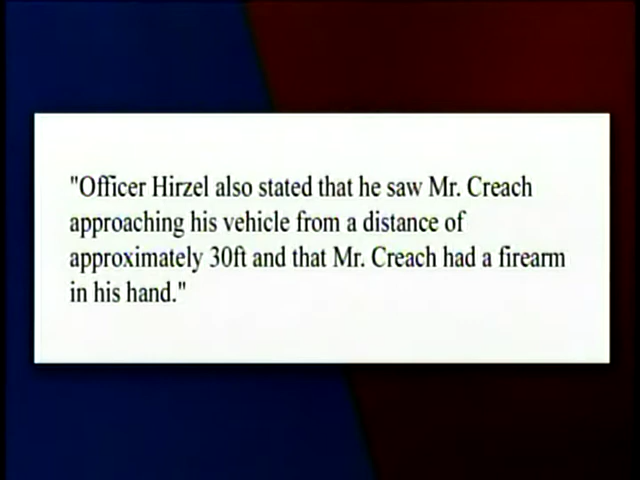 "Officer Hirzel also stated that he saw Mr. Creach
approaching his vehicle from a distance of
approximately 30ft and that Mr. Creach had a firearm
in his hand."